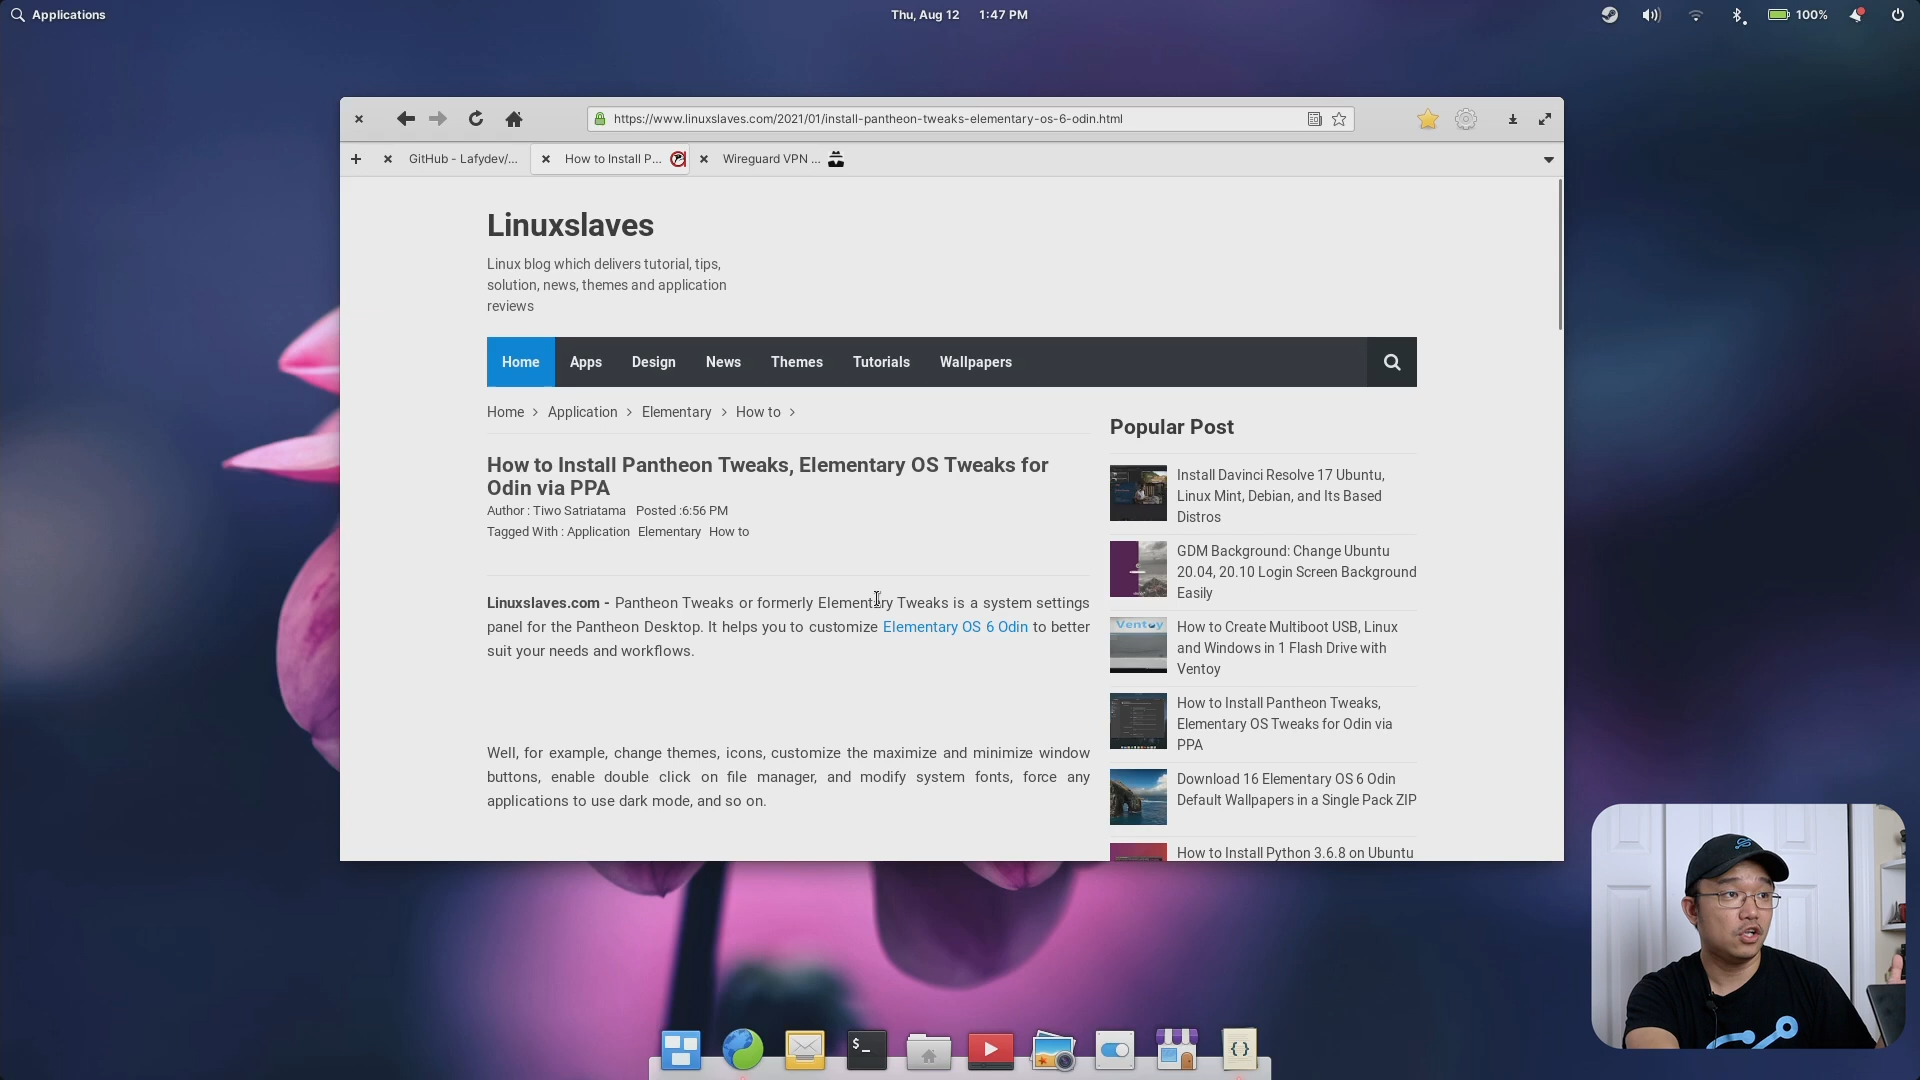 Applications
Thu, Aug 12 1:47 PM
100%
https://www.linuxslaves.com/2021/01/install-pantheon-tweaks-elementary-os-6-odin.html
GitHub - Lafydev/...
How to Install P...
Wireguard VPN ...
Linuxslaves
Linux blog which delivers tutorial, tips,
solution, news, themes and application
reviews
Home Apps Design News Themes Tutorials Wallpapers
Home > Application > Elementary > How to >
How to Install Pantheon Tweaks, Elementary OS Tweaks for
Odin via PPA
Author : Tiwo Satriatama Posted :6:56 PM
Tagged With : Application Elementary How to
Linuxslaves.com - Pantheon Tweaks or formerly Elementary Tweaks is a system settings
panel for the Pantheon Desktop. It helps you to customize Elementary OS 6 Odin to better
suit your needs and workflows.
Well, for example, change themes, icons, customize the maximize and minimize window
buttons, enable double click on file manager, and modify system fonts, force any
applications to use dark mode, and so on.
Popular Post
Install Davinci Resolve 17 Ubuntu,
Linux Mint, Debian, and Its Based
Distros
GDM Background: Change Ubuntu
20.04, 20.10 Login Screen Background
Easily
Ventoy
How to Create Multiboot USB, Linux
and Windows in 1 Flash Drive with
Ventoy
How to Install Pantheon Tweaks,
Elementary OS Tweaks for Odin via
PPA
Download 16 Elementary OS 6 Odin
Default Wallpapers in a Single Pack ZIP
How to Install Python 3.6.8 on Ubuntu
$ _
{ }